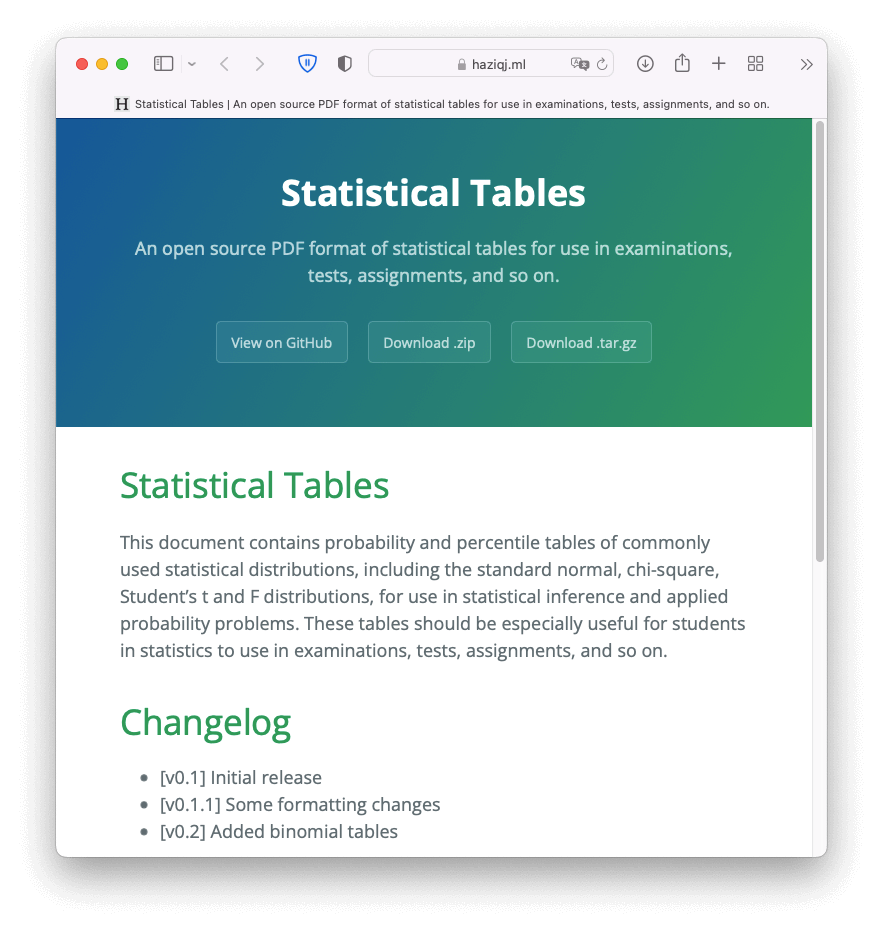 haziqj.ml
H Statistical Tables | An open source PDF format of statistical tables for use in examinations, tests, assignments, and so on.
Statistical Tables
An open source PDF format of statistical tables for use in examinations,
tests, assignments, and so on.
View on GitHub Download .zip Download .tar.gz
Statistical Tables
This document contains probability and percentile tables of commonly
used statistical distributions, including the standard normal, chi-square,
Student’s t and F distributions, for use in statistical inference and applied
probability problems. These tables should be especially useful for students
in statistics to use in examinations, tests, assignments, and so on.
Changelog
[v0.1] Initial release
[v0.1.1] Some formatting changes
[v0.2] Added binomial tables